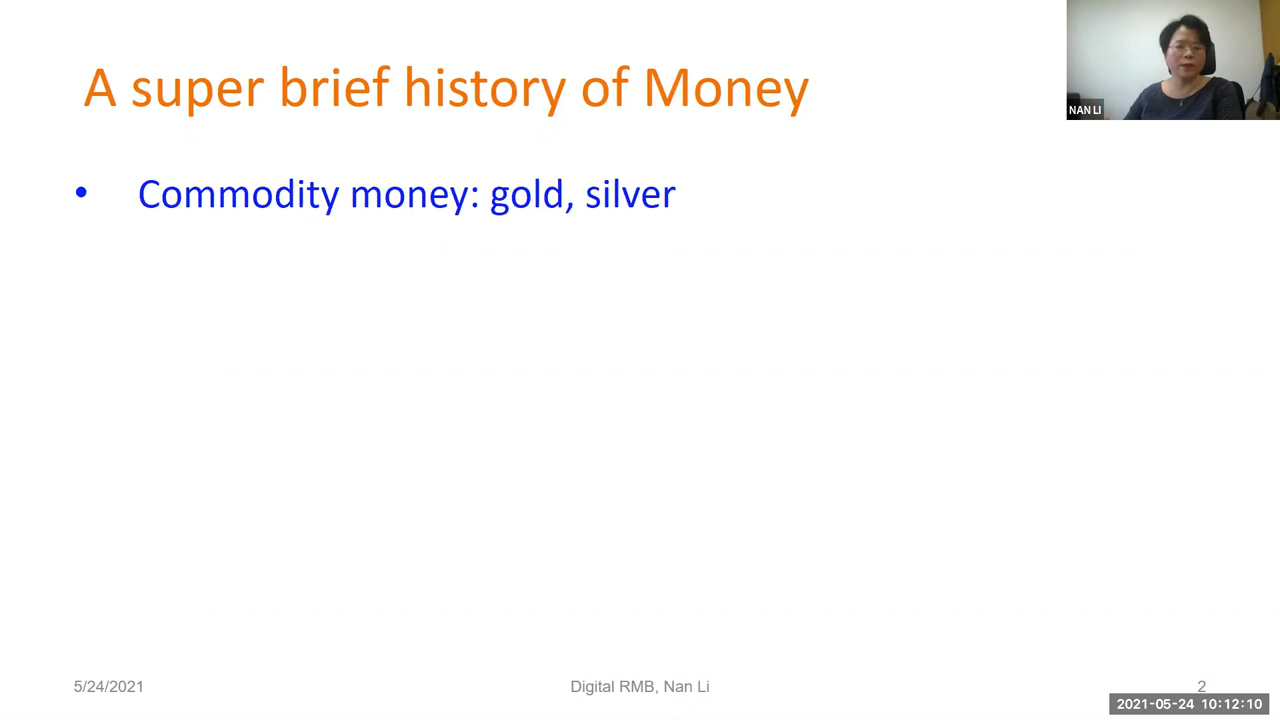 A super brief history of Money
NAN LI
• Commodity money: gold, silver
5/24/2021
Digital RMB, Nan Li
2
2021-05-24 10:12:10